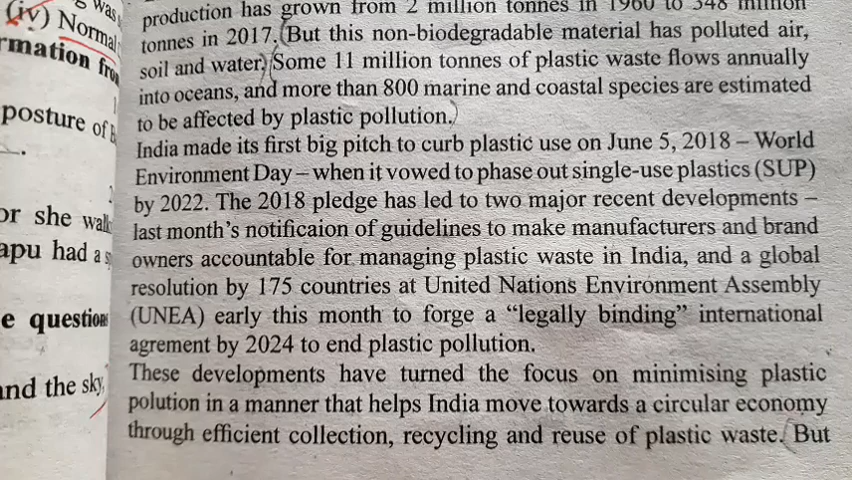 (iv) Normal
was
rmation from
posture of
or she walk
apu had a
e questions
and the sky,
production has grown from 2 million tonnes in 1960 to 348 million
tonnes in 2017. (But this non-biodegradable material has polluted air,
soil and water.) (Some 11 million tonnes of plastic waste flows annually
into oceans, and more than 800 marine and coastal species are estimated
to be affected by plastic pollution.)
India made its first big pitch to curb plastic use on June 5, 2018 – World
Environment Day – when it vowed to phase out single-use plastics (SUP)
by 2022. The 2018 pledge has led to two major recent developments –
last month's notificaion of guidelines to make manufacturers and brand
owners accountable for managing plastic waste in India, and a global
resolution by 175 countries at United Nations Environment Assembly
(UNEA) early this month to forge a “legally binding” international
agrement by 2024 to end plastic pollution.
These developments have turned the focus on minimising plastic
polution in a manner that helps India move towards a circular economy
through efficient collection, recycling and reuse of plastic waste. (But